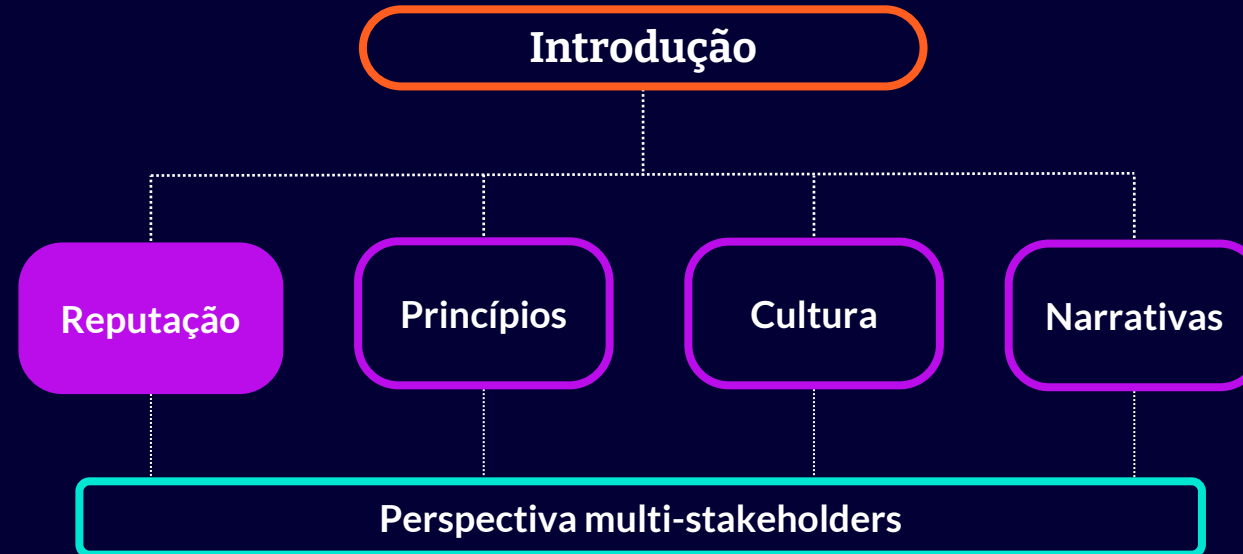 Introdução
Reputação
Princípios
Cultura
Narrativas
Perspectiva multi-stakeholders